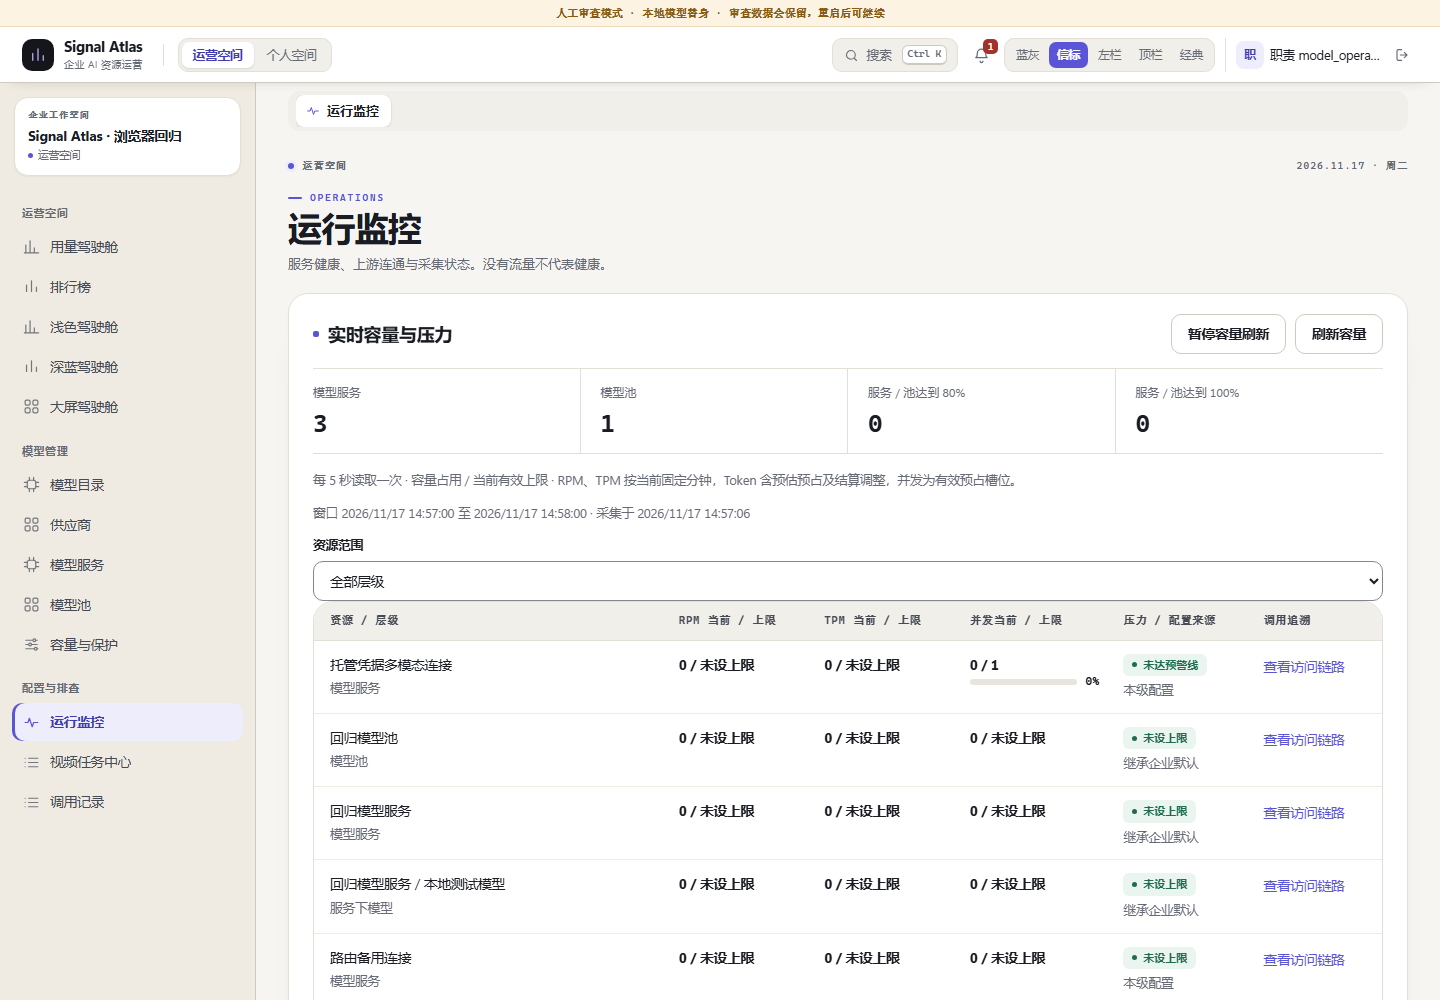 人工审查模式 · 本地模型替身 · 审查数据会保留，重启后可继续
Signal Atlas
企业 AI 资源运营
运营空间
个人空间
搜索 Ctrl K
1
蓝灰
信标
左栏
顶栏
经典
职 职责 model_opera...
企业工作空间
Signal Atlas · 浏览器回归
运营空间
运营空间
用量驾驶舱
排行榜
浅色驾驶舱
深蓝驾驶舱
大屏驾驶舱
模型管理
模型目录
供应商
模型服务
模型池
容量与保护
配置与排查
运行监控
视频任务中心
调用记录
运行监控
运营空间
2026.11.17 · 周二
OPERATIONS
运行监控
服务健康、上游连通与采集状态。没有流量不代表健康。
实时容量与压力
暂停容量刷新
刷新容量
模型服务
3
模型池
1
服务 / 池达到 80%
0
服务 / 池达到 100%
0
每 5 秒读取一次 · 容量占用 / 当前有效上限 · RPM、TPM 按当前固定分钟，Token 含预估预占及结算调整，并发为有效预占槽位。
窗口 2026/11/17 14:57:00 至 2026/11/17 14:58:00 · 采集于 2026/11/17 14:57:06
资源范围
全部层级
资源 / 层级 RPM 当前 / 上限 TPM 当前 / 上限 并发当前 / 上限 压力 / 配置来源 调用追溯
托管凭据多模态连接 0 / 未设上限 0 / 未设上限 0 / 1 未达预警线 查看访问链路
模型服务 0% 本级配置
回归模型池 0 / 未设上限 0 / 未设上限 0 / 未设上限 未设上限 查看访问链路
模型池 继承企业默认
回归模型服务 0 / 未设上限 0 / 未设上限 0 / 未设上限 未设上限 查看访问链路
模型服务 继承企业默认
回归模型服务 / 本地测试模型 0 / 未设上限 0 / 未设上限 0 / 未设上限 未设上限 查看访问链路
服务下模型 继承企业默认
路由备用连接 0 / 未设上限 0 / 未设上限 0 / 未设上限 未设上限 查看访问链路
模型服务 本级配置